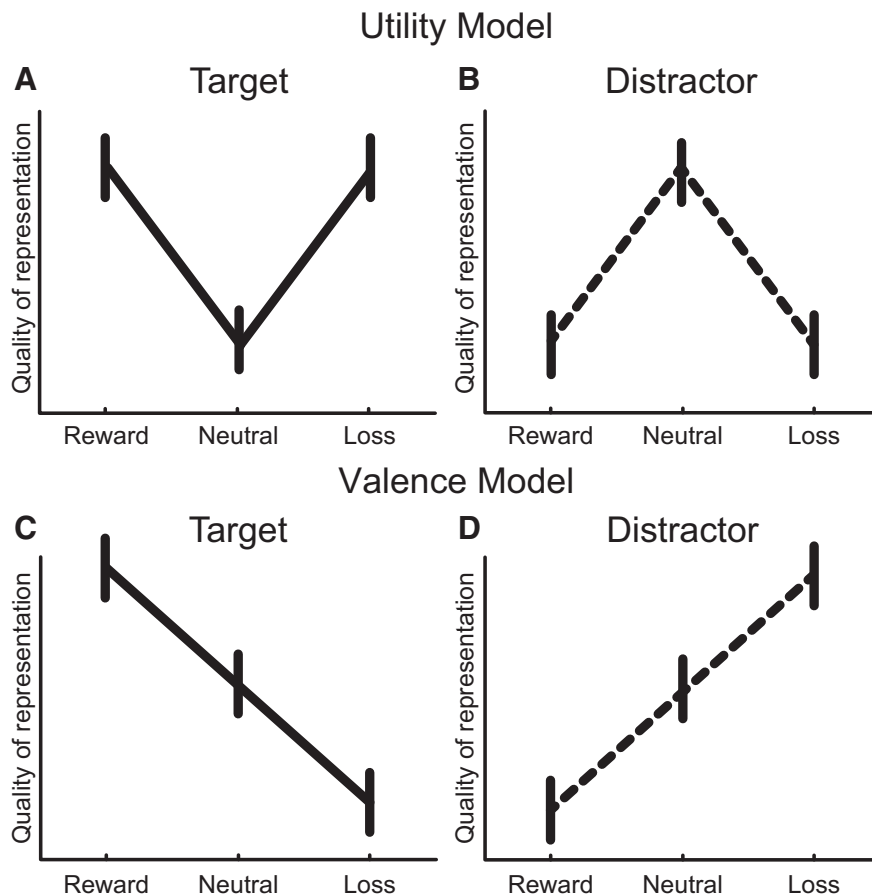 Utility Model
A Target
Quality of representation
Reward Neutral Loss
B Distractor
Quality of representation
Reward Neutral Loss
Valence Model
C Target
Quality of representation
Reward Neutral Loss
D Distractor
Quality of representation
Reward Neutral Loss